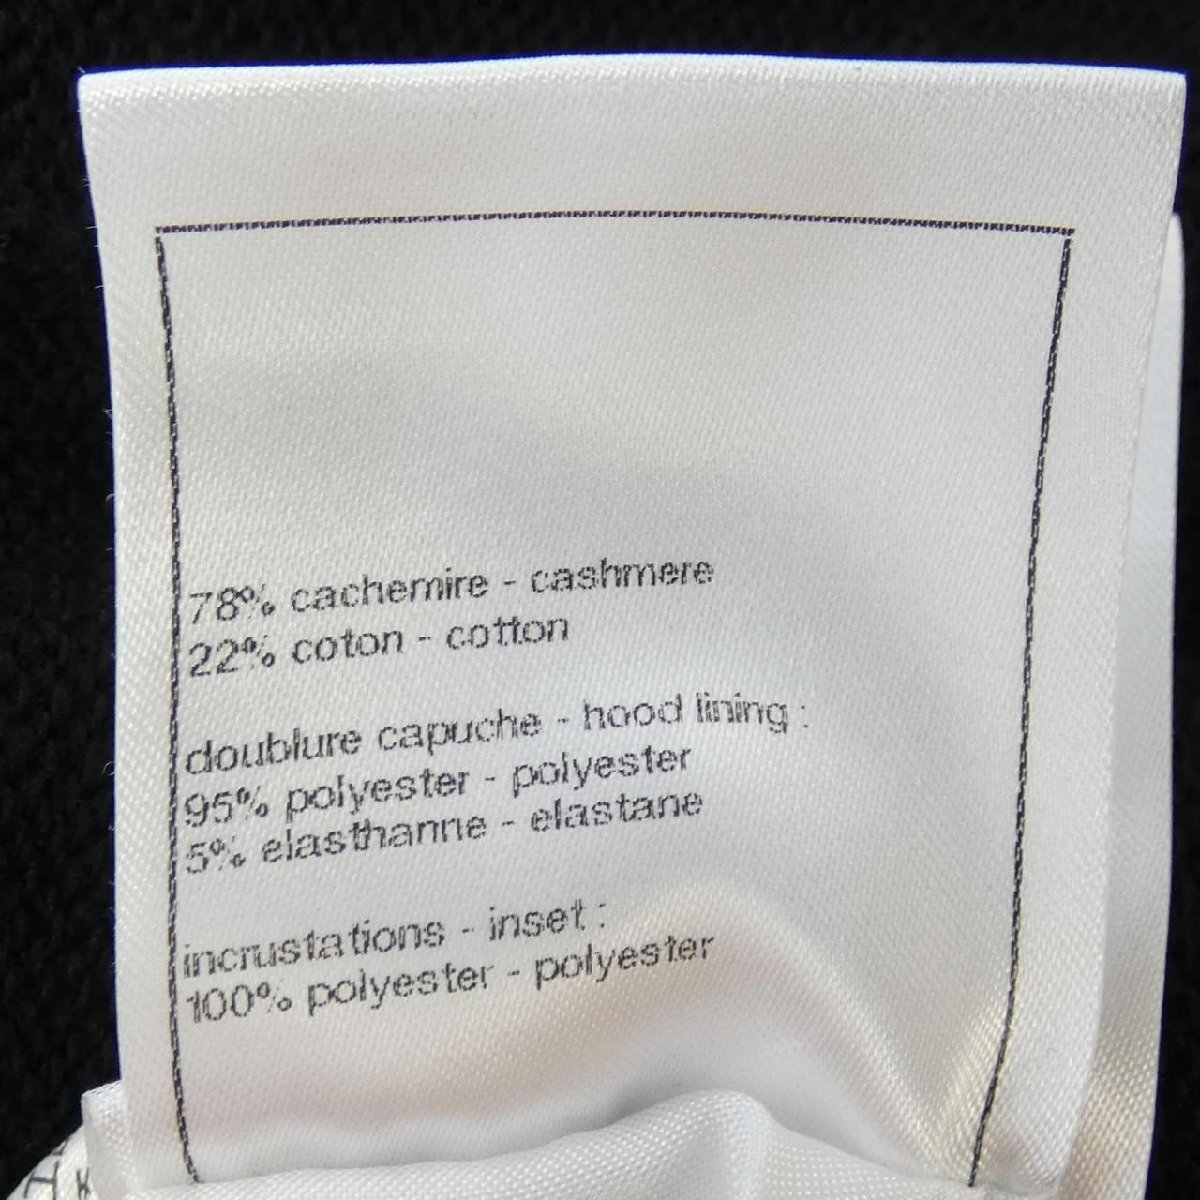 78% cachemire - cashmere
22% coton - cotton
doublure capuche - hood lining :
95% polyester - polyester
5% elasthanne - elastane
incrustations - inset :
100% polyester - polyester